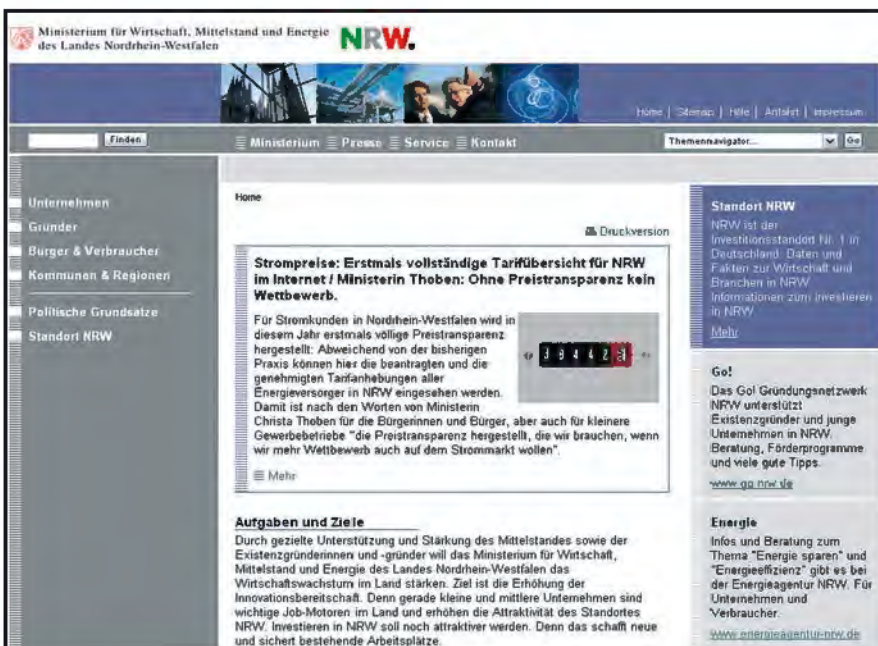 Ministerium für Wirtschaft, Mittelstand und Energie
des Landes Nordrhein-Westfalen
NRW.
Home | Sitemap | Hilfe | Anfahrt | Impressum
Finden
Ministerium Presse Service Kontakt
Themennavigator...
Go
Unternehmen
Gründer
Bürger & Verbraucher
Kommunen & Regionen
Politische Grundsätze
Standort NRW
Home
Druckversion
Strompreise: Erstmals vollständige Tarifübersicht für NRW
im Internet / Ministerin Thoben: Ohne Preistransparenz kein
Wettbewerb.
Für Stromkunden in Nordrhein-Westfalen wird in
diesem Jahr erstmals völlige Preistransparenz
hergestellt: Abweichend von der bisherigen
Praxis können hier die beantragten und die
genehmigten Tarifanhebungen aller
Energieversorger in NRW eingesehen werden.
Damit ist nach den Worten von Ministerin
Christa Thoben für die Bürgerinnen und Bürger, aber auch für kleinere
Gewerbebetriebe "die Preistransparenz hergestellt, die wir brauchen, wenn
wir mehr Wettbewerb auch auf dem Strommarkt wollen".
Mehr
Aufgaben und Ziele
Durch gezielte Unterstützung und Stärkung des Mittelstandes sowie der
Existenzgründerinnen und -gründer will das Ministerium für Wirtschaft,
Mittelstand und Energie des Landes Nordrhein-Westfalen das
Wirtschaftswachstum im Land stärken. Ziel ist die Erhöhung der
Innovationsbereitschaft. Denn gerade kleine und mittlere Unternehmen sind
wichtige Job-Motoren im Land und erhöhen die Attraktivität des Standortes
NRW. Investieren in NRW soll noch attraktiver werden. Denn das schafft neue
und sichert bestehende Arbeitsplätze.
Standort NRW
NRW ist der
Investitionsstandort Nr. 1 in
Deutschland. Daten und
Fakten zur Wirtschaft und
Branchen in NRW.
Informationen zum Investieren
in NRW
Mehr
Go!
Das Go! Gründungsnetzwerk
NRW unterstützt
Existenzgründer und junge
Unternehmen in NRW.
Beratung, Förderprogramme
und viele gute Tipps.
www.go.nrw.de
Energie
Infos und Beratung zum
Thema "Energie sparen" und
"Energieeffizienz" gibt es bei
der Energieagentur NRW. Für
Unternehmen und
Verbraucher.
www.energieagentur-nrw.de